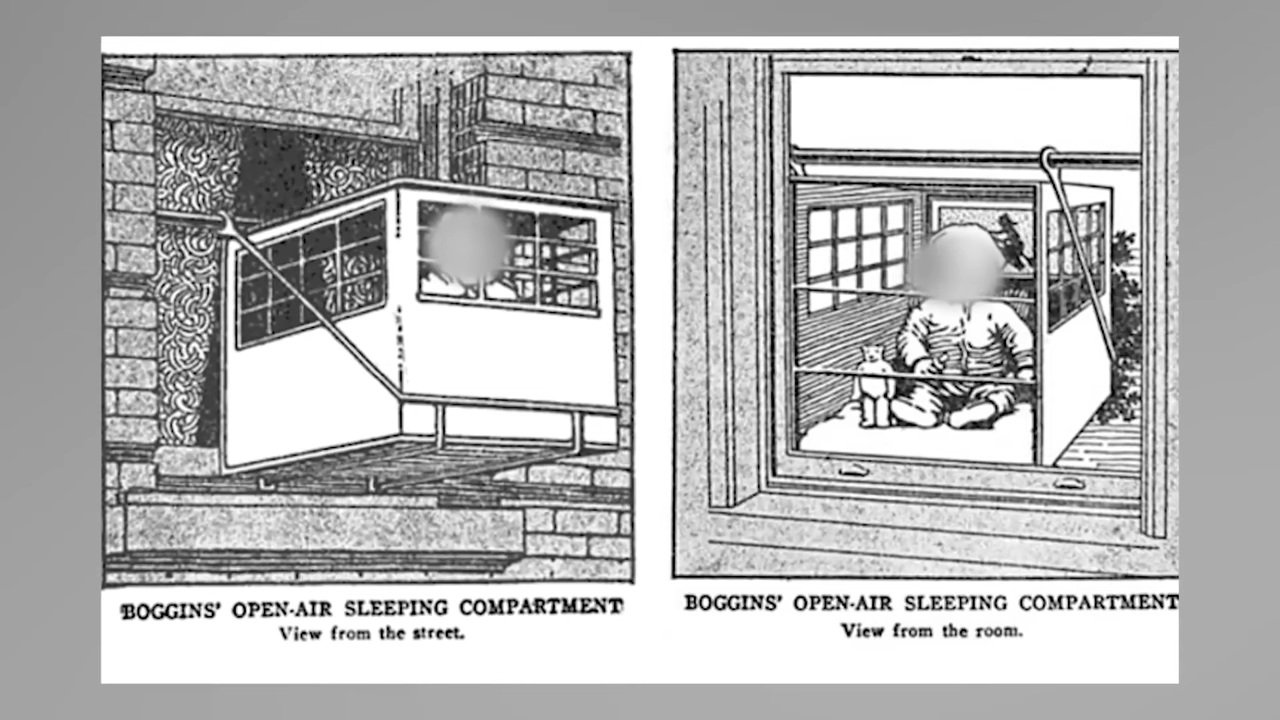 BOGGINS' OPEN-AIR SLEEPING COMPARTMENT
View from the street.
BOGGINS' OPEN-AIR SLEEPING COMPARTMENT
View from the room.